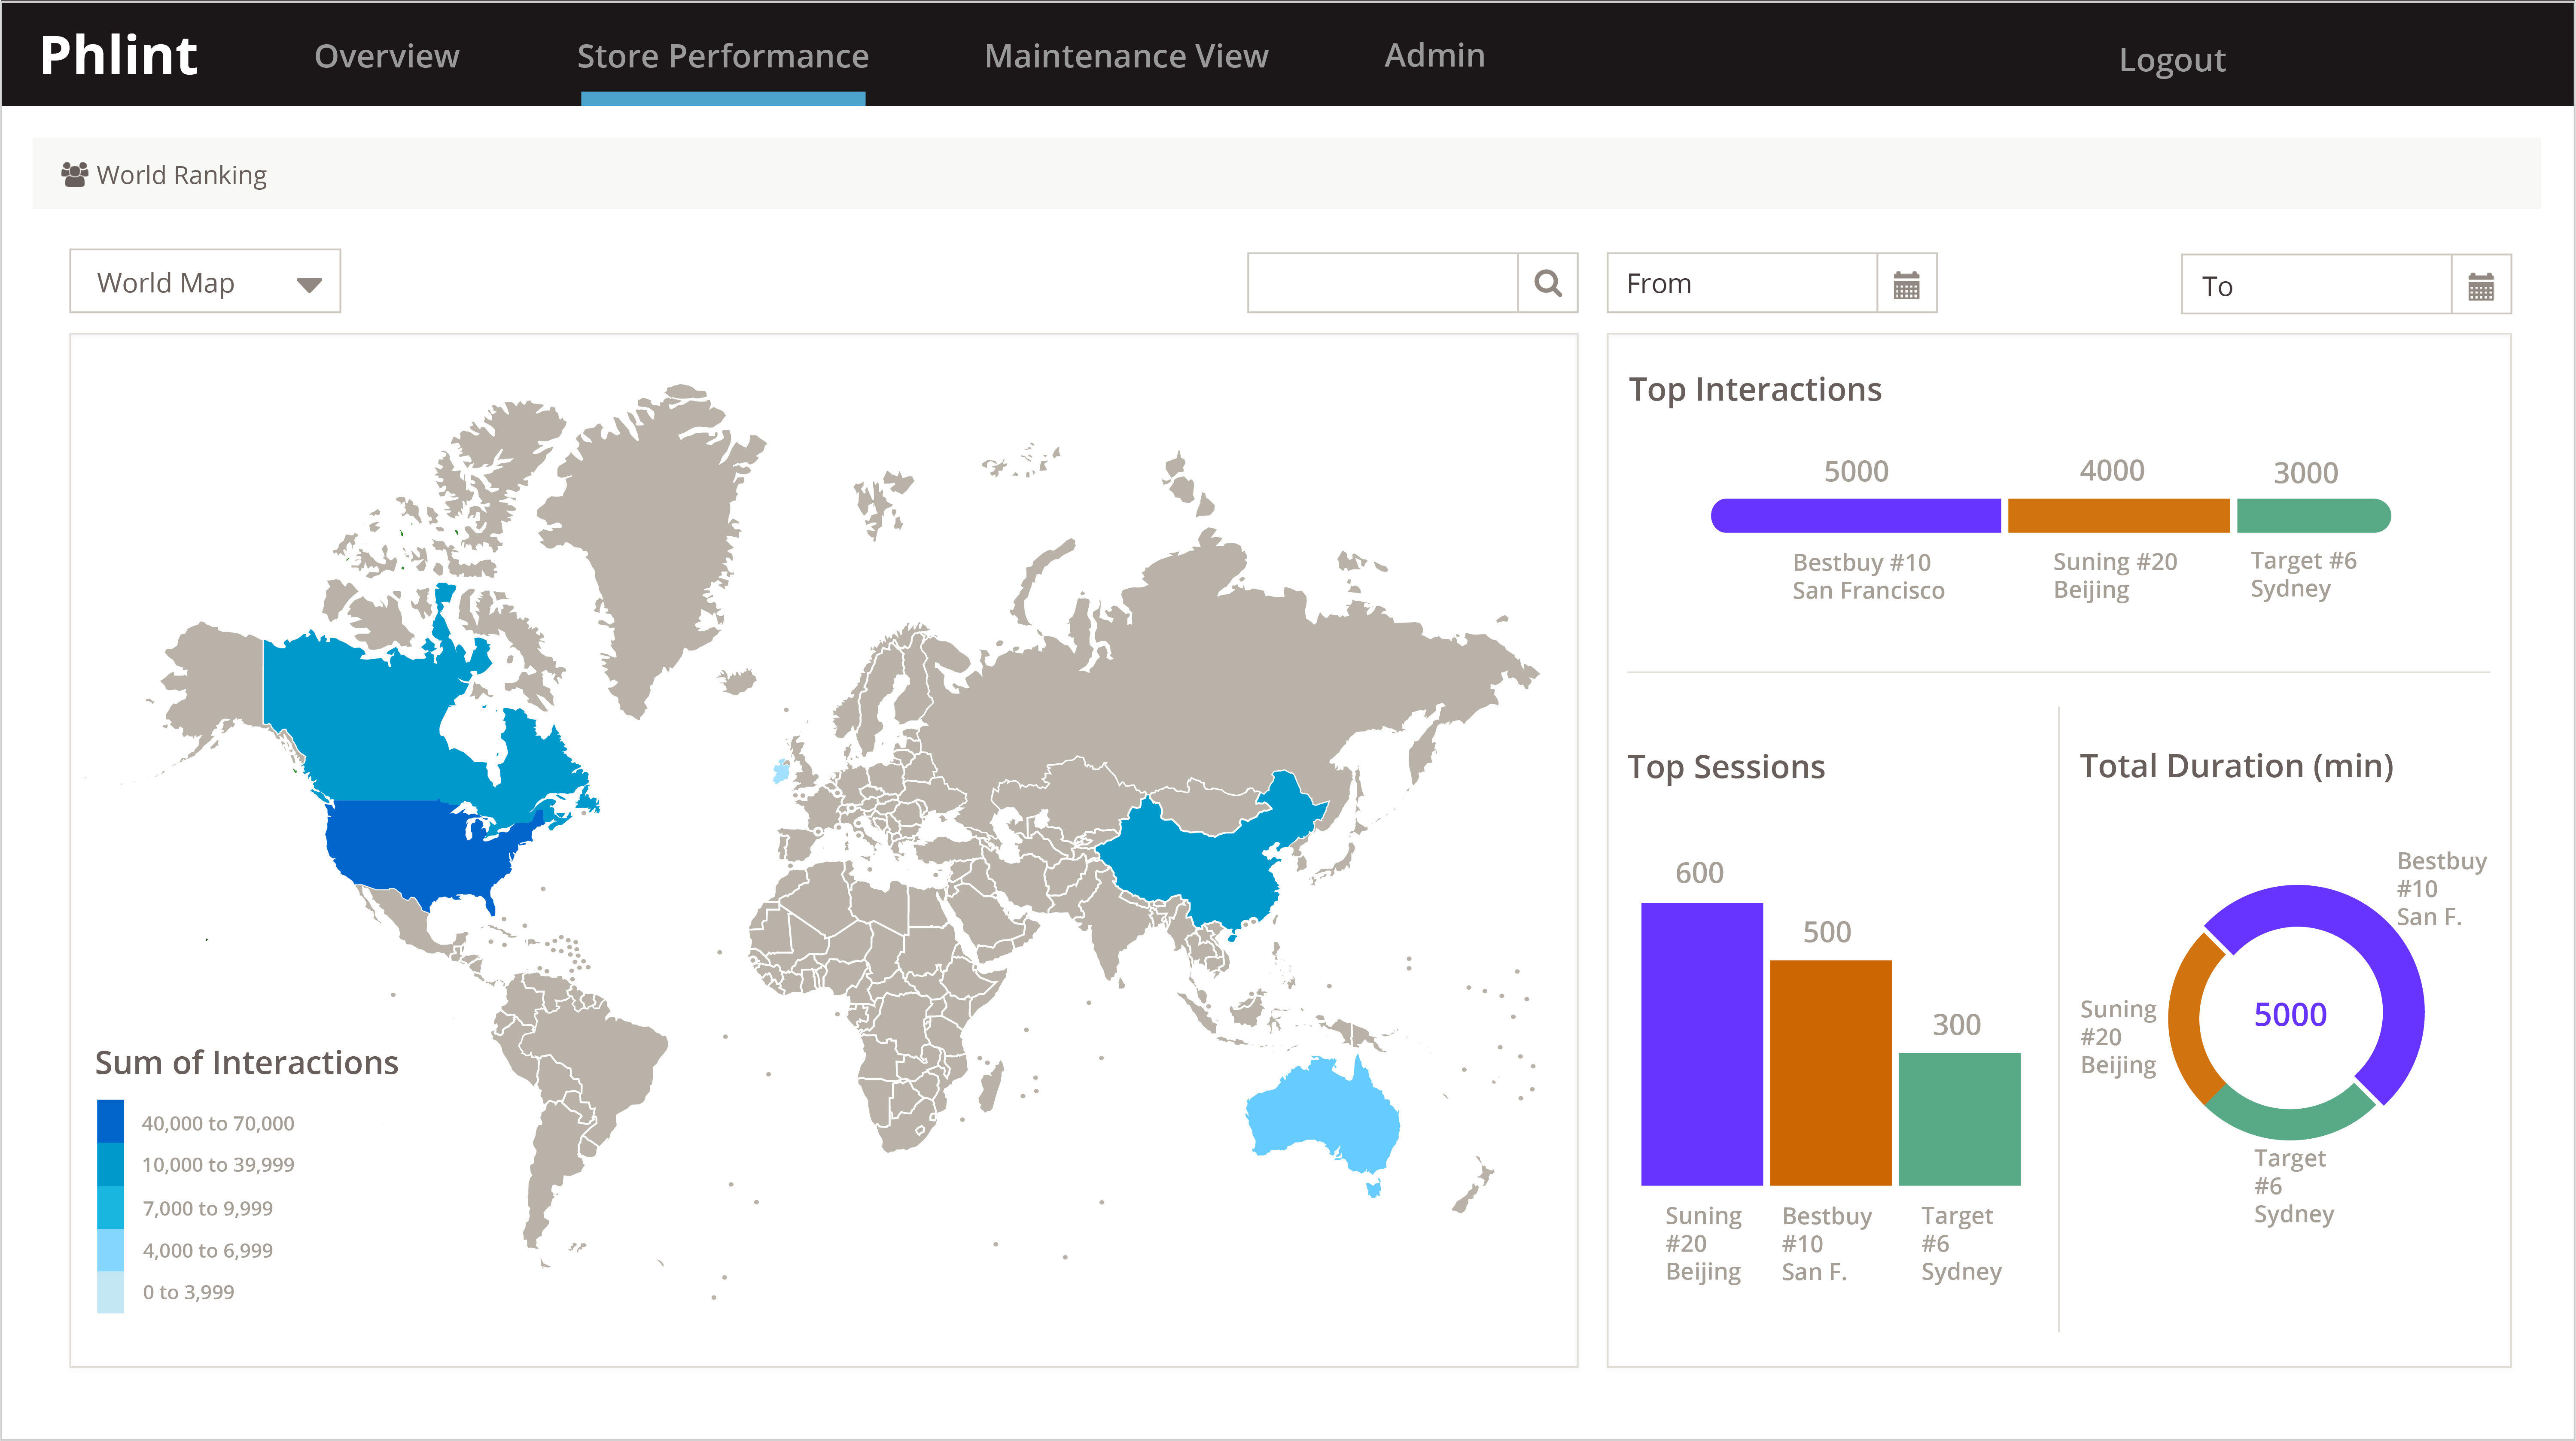 Phlint
Overview
Store Performance
Maintenance View
Admin
Logout
World Ranking
World Map
From
To
Sum of Interactions
40,000 to 70,000
10,000 to 39,999
7,000 to 9,999
4,000 to 6,999
0 to 3,999
Top Interactions
5000
4000
3000
Bestbuy #10
San Francisco
Suning #20
Beijing
Target #6
Sydney
Top Sessions
600
500
300
Suning
#20
Beijing
Bestbuy
#10
San F.
Target
#6
Sydney
Total Duration (min)
Bestbuy
#10
San F.
Suning
#20
Beijing
5000
Target
#6
Sydney